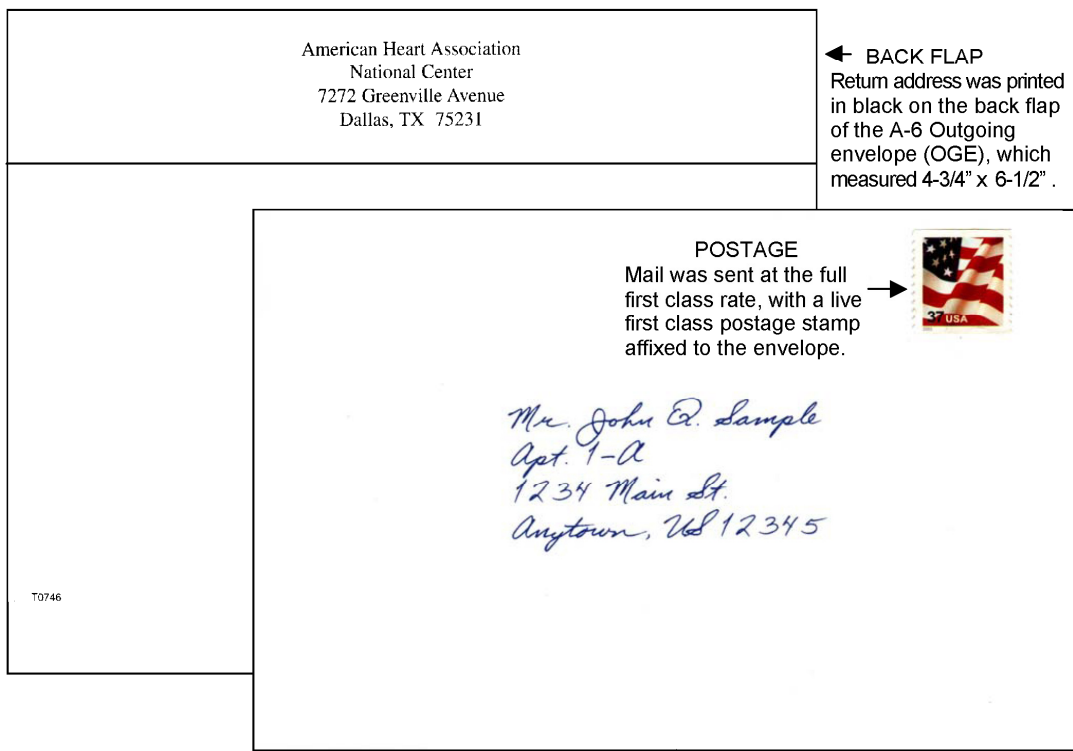 American Heart Association
National Center
7272 Greenville Avenue
Dallas, TX 75231
BACK FLAP
Return address was printed
in black on the back flap
of the A-6 Outgoing
envelope (OGE), which
measured 4-3/4” x 6-1/2” .
POSTAGE
Mail was sent at the full
first class rate, with a live
first class postage stamp
affixed to the envelope.
37 USA
Mr. John Q. Sample
Apt. 1-A
1234 Main St.
Anytown, US 12345
T0746